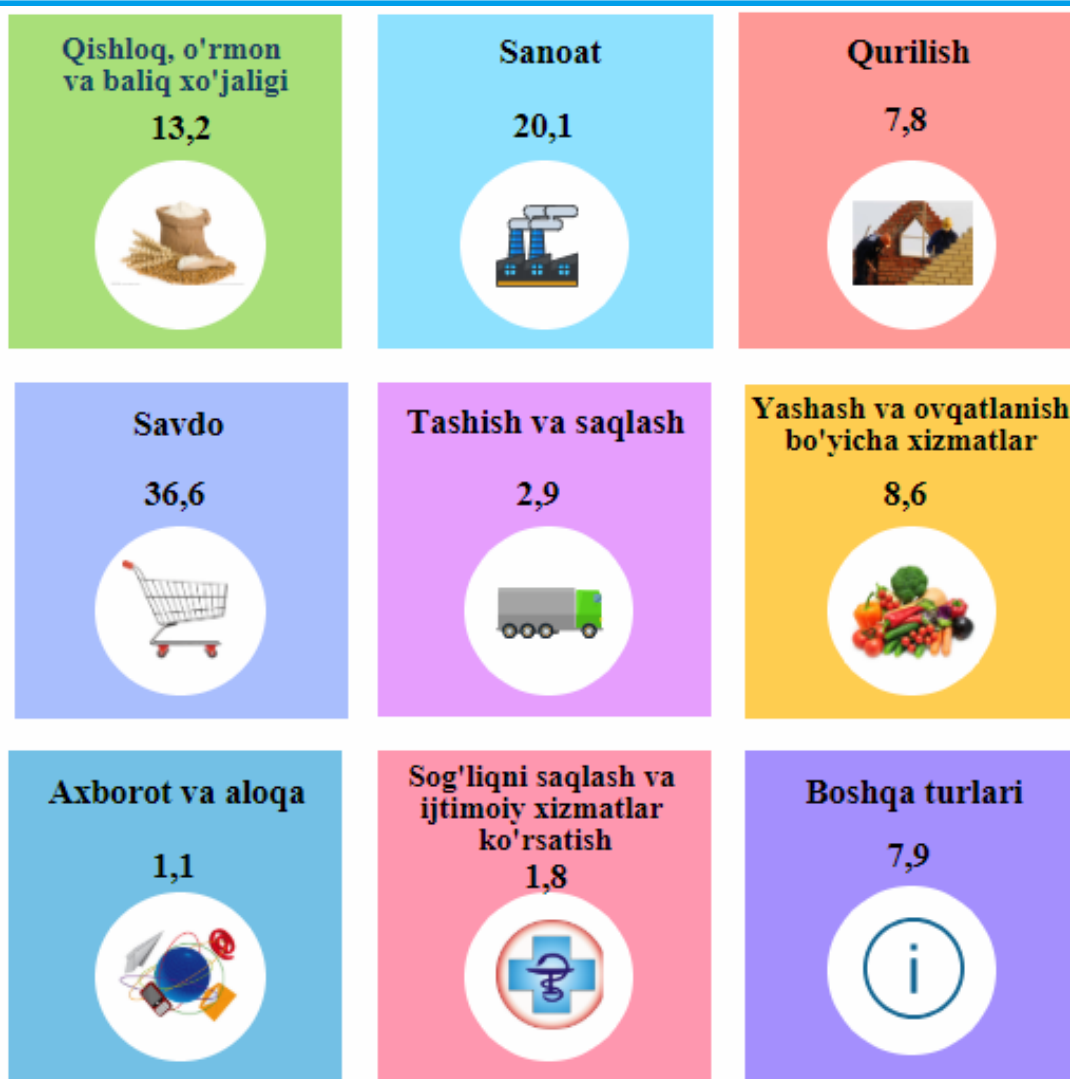 Qishloq, o'rmon
va baliq xo'jaligi
13,2
Sanoat
20,1
Qurilish
7,8
Savdo
36,6
Tashish va saqlash
2,9
Yashash va ovqatlanish
bo'yicha xizmatlar
8,6
Axborot va aloqa
1,1
Sog'liqni saqlash va
ijtimoiy xizmatlar
ko'rsatish
1,8
Boshqa turlari
7,9
i